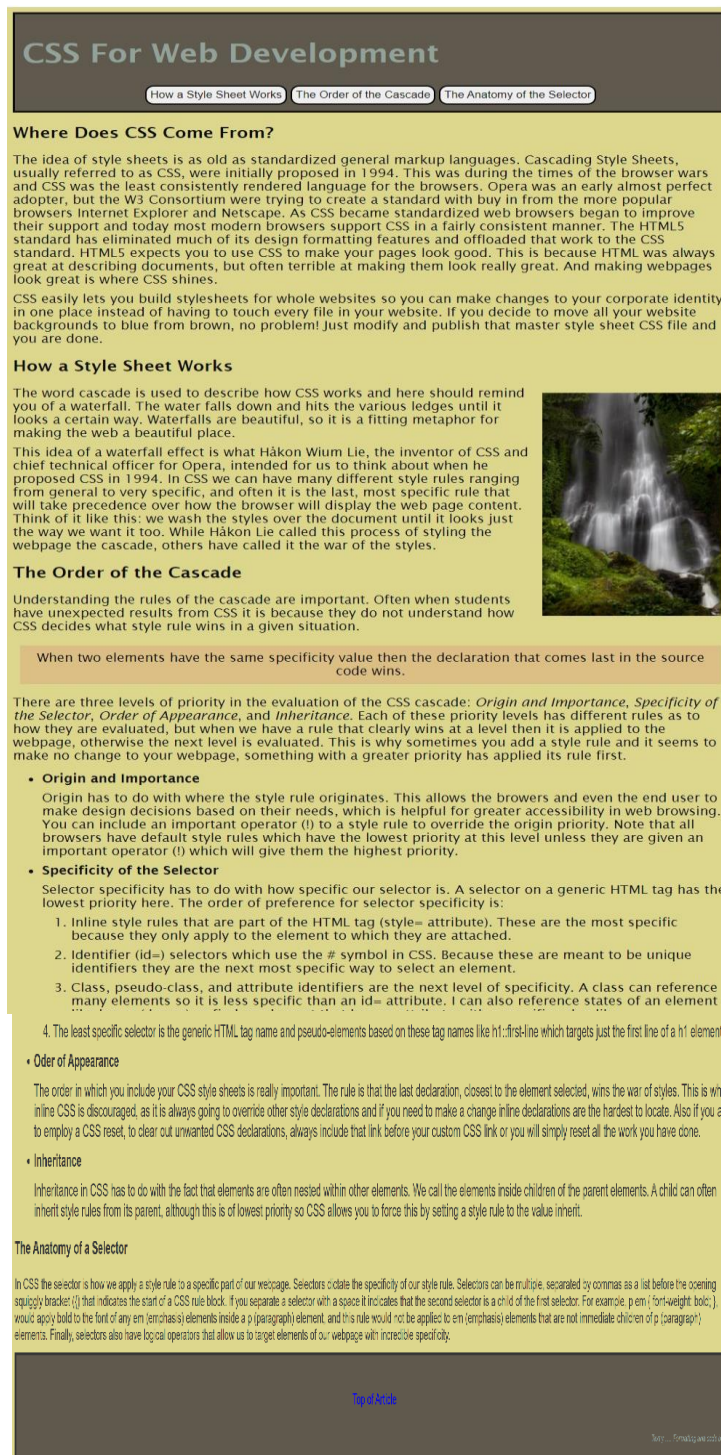 CSS For Web Development
How a Style Sheet Works The Order of the Cascade The Anatomy of the Selector
Where Does CSS Come From?
The idea of style sheets is as old as standardized general markup languages. Cascading Style Sheets,
usually referred to as CSS, were initially proposed in 1994. This was during the times of the browser wars
and CSS was the least consistently rendered language for the browsers. Opera was an early almost perfect
adopter, but the W3 Consortium were trying to create a standard with buy in from the more popular
browsers Internet Explorer and Netscape. As CSS became standardized web browsers began to improve
their support and today most modern browsers support CSS in a fairly consistent manner. The HTML5
standard has eliminated much of its design formatting features and offloaded that work to the CSS
standard. HTML5 expects you to use CSS to make your pages look good. This is because HTML was always
great at describing documents, but often terrible at making them look really great. And making webpages
look great is where CSS shines.
CSS easily lets you build stylesheets for whole websites so you can make changes to your corporate identity
in one place instead of having to touch every file in your website. If you decide to move all your website
backgrounds to blue from brown, no problem! Just modify and publish that master style sheet CSS file and
you are done.
How a Style Sheet Works
The word cascade is used to describe how CSS works and here should remind
you of a waterfall. The water falls down and hits the various ledges until it
looks a certain way. Waterfalls are beautiful, so it is a fitting metaphor for
making the web a beautiful place.
This idea of a waterfall effect is what Håkon Wium Lie, the inventor of CSS and
chief technical officer for Opera, intended for us to think about when he
proposed CSS in 1994. In CSS we can have many different style rules ranging
from general to very specific, and often it is the last, most specific rule that
will take precedence over how the browser will display the web page content.
Think of it like this: we wash the styles over the document until it looks just
the way we want it too. While Håkon Lie called this process of styling the
webpage the cascade, others have called it the war of the styles.
The Order of the Cascade
Understanding the rules of the cascade are important. Often when students
have unexpected results from CSS it is because they do not understand how
CSS decides what style rule wins in a given situation.
When two elements have the same specificity value then the declaration that comes last in the source
code wins.
There are three levels of priority in the evaluation of the CSS cascade: Origin and Importance, Specificity of
the Selector, Order of Appearance, and Inheritance. Each of these priority levels has different rules as to
how they are evaluated, but when we have a rule that clearly wins at a level then it is applied to the
webpage, otherwise the next level is evaluated. This is why sometimes you add a style rule and it seems to
make no change to your webpage, something with a greater priority has applied its rule first.
• Origin and Importance
Origin has to do with where the style rule originates. This allows the browers and even the end user to
make design decisions based on their needs, which is helpful for greater accessibility in web browsing.
You can include an important operator (!) to a style rule to override the origin priority. Note that all
browsers have default style rules which have the lowest priority at this level unless they are given an
important operator (!) which will give them the highest priority.
• Specificity of the Selector
Selector specificity has to do with how specific our selector is. A selector on a generic HTML tag has the
lowest priority here. The order of preference for selector specificity is:
1. Inline style rules that are part of the HTML tag (style= attribute). These are the most specific
because they only apply to the element to which they are attached.
2. Identifier (id=) selectors which use the # symbol in CSS. Because these are meant to be unique
identifiers they are the next most specific way to select an element.
3. Class, pseudo-class, and attribute identifiers are the next level of specificity. A class can reference
many elements so it is less specific than an id= attribute. I can also reference states of an element
4. The least specific selector is the generic HTML tag name and pseudo-elements based on these tag names like h1::first-line which targets just the first line of a h1 element
• Oder of Appearance
The order in which you include your CSS style sheets is really important. The rule is that the last declaration, closest to the element selected, wins the war of styles. This is wh
inline CSS is discouraged, as it is always going to override other style declarations and if you need to make a change inline declarations are the hardest to locate. Also if you a
to employ a CSS reset, to clear out unwanted CSS declarations, always include that link before your custom CSS link or you will simply reset all the work you have done.
• Inheritance
Inheritance in CSS has to do with the fact that elements are often nested within other elements. We call the elements inside children of the parent elements. A child can often
inherit style rules from its parent, although this is of lowest priority so CSS allows you to force this by setting a style rule to the value inherit.
The Anatomy of a Selector
In CSS the selector is how we apply a style rule to a specific part of our webpage. Selectors dictate the specificity of our style rule. Selectors can be multiple, separated by commas as a list before the opening
squiggly bracket ({) that indicates the start of a CSS rule block. If you separate a selector with a space it indicates that the second selector is a child of the first selector. For example, p em { font-weight: bold; },
would apply bold to the font of any em (emphasis) elements inside a p (paragraph) element, and this rule would not be applied to em (emphasis) elements that are not immediate children of p (paragraph)
elements. Finally, selectors also have logical operators that allow us to target elements of our webpage with incredible specificity.
Top of Article